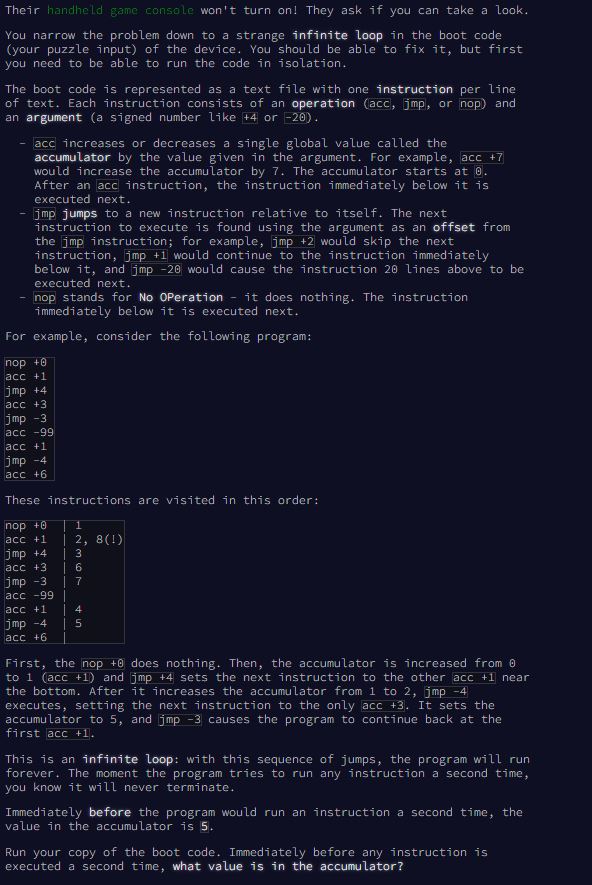 Their handheld game console won't turn on! They ask if you can take a look.
You narrow the problem down to a strange infinite loop in the boot code
(your puzzle input) of the device. You should be able to fix it, but first
you need to be able to run the code in isolation.
The boot code is represented as a text file with one instruction per line
of text. Each instruction consists of an operation (acc, jmp, or nop) and
an argument (a signed number like +4 or -20).
- acc increases or decreases a single global value called the
accumulator by the value given in the argument. For example, acc +7
would increase the accumulator by 7. The accumulator starts at 0.
After an acc instruction, the instruction immediately below it is
executed next.
- jmp jumps to a new instruction relative to itself. The next
instruction to execute is found using the argument as an offset from
the jmp instruction; for example, jmp +2 would skip the next
instruction, jmp +1 would continue to the instruction immediately
below it, and jmp -20 would cause the instruction 20 lines above to be
executed next.
- nop stands for No OPeration - it does nothing. The instruction
immediately below it is executed next.
For example, consider the following program:
nop +0
acc +1
jmp +4
acc +3
jmp -3
acc -99
acc +1
jmp -4
acc +6
These instructions are visited in this order:
nop +0 | 1
acc +1 | 2, 8(!)
jmp +4 | 3
acc +3 | 6
jmp -3 | 7
acc -99 |
acc +1 | 4
jmp -4 | 5
acc +6 |
First, the nop +0 does nothing. Then, the accumulator is increased from 0
to 1 (acc +1) and jmp +4 sets the next instruction to the other acc +1 near
the bottom. After it increases the accumulator from 1 to 2, jmp -4
executes, setting the next instruction to the only acc +3. It sets the
accumulator to 5, and jmp -3 causes the program to continue back at the
first acc +1.
This is an infinite loop: with this sequence of jumps, the program will run
forever. The moment the program tries to run any instruction a second time,
you know it will never terminate.
Immediately before the program would run an instruction a second time, the
value in the accumulator is 5.
Run your copy of the boot code. Immediately before any instruction is
executed a second time, what value is in the accumulator?